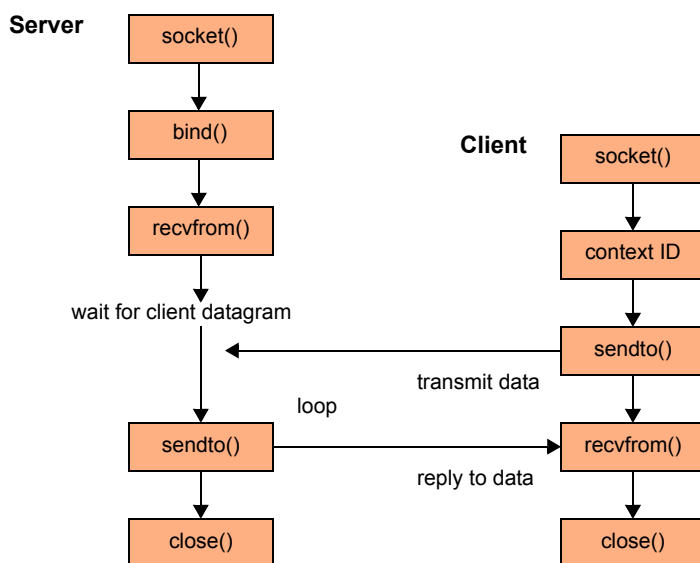 Server
socket()
bind()
recvfrom()
wait for client datagram
Client
socket()
context ID
sendto()
transmit data
loop
sendto()
recvfrom()
reply to data
close()
close()